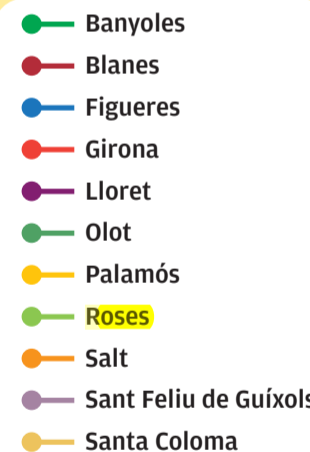 Banyoles
Blanes
Figueres
Girona
Lloret
Olot
Palamós
Roses
Salt
Sant Feliu de Guíxols
Santa Coloma